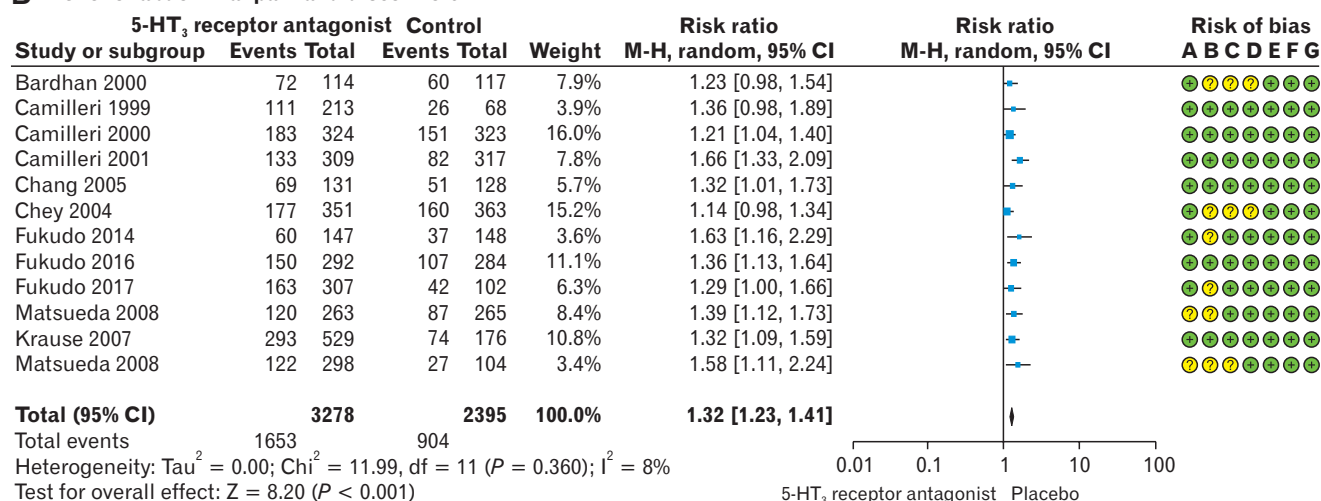 5-HT₃ receptor antagonist Control Risk ratio Risk ratio Risk of bias
Study or subgroup Events Total Events Total Weight M-H, random, 95% CI M-H, random, 95% CI A B C D E F G
Bardhan 2000 72 114 60 117 7.9% 1.23 [0.98, 1.54] + ? ? ? + + +
Camilleri 1999 111 213 26 68 3.9% 1.36 [0.98, 1.89] + + + + + + +
Camilleri 2000 183 324 151 323 16.0% 1.21 [1.04, 1.40] + + + + + + +
Camilleri 2001 133 309 82 317 7.8% 1.66 [1.33, 2.09] + + + + + + +
Chang 2005 69 131 51 128 5.7% 1.32 [1.01, 1.73] + + + + + + +
Chey 2004 177 351 160 363 15.2% 1.14 [0.98, 1.34] + ? ? ? + + +
Fukudo 2014 60 147 37 148 3.6% 1.63 [1.16, 2.29] + ? + + + + +
Fukudo 2016 150 292 107 284 11.1% 1.36 [1.13, 1.64] + + + + + + +
Fukudo 2017 163 307 42 102 6.3% 1.29 [1.00, 1.66] + ? + + + + +
Matsueda 2008 120 263 87 265 8.4% 1.39 [1.12, 1.73] ? ? + + + + +
Krause 2007 293 529 74 176 10.8% 1.32 [1.09, 1.59] + + + + + + +
Matsueda 2008 122 298 27 104 3.4% 1.58 [1.11, 2.24] ? ? ? + + + +
Total (95% CI) 3278 2395 100.0% 1.32 [1.23, 1.41]
Total events 1653 904
Heterogeneity: Tau² = 0.00; Chi² = 11.99, df = 11 (P = 0.360); I² = 8%
Test for overall effect: Z = 8.20 (P < 0.001)
0.01 0.1 1 10 100
5-HT₃ receptor antagonist Placebo